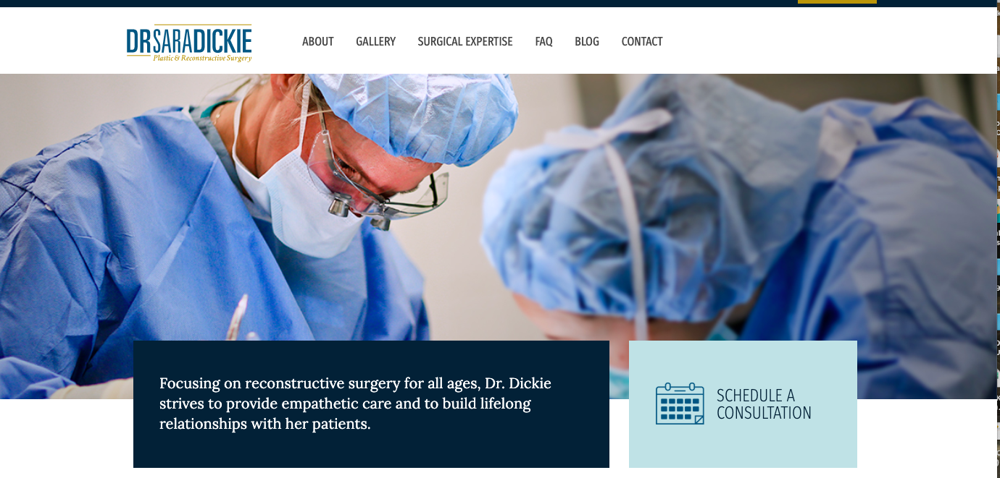 DRSARADICKIE
Plastic & Reconstructive Surgery
ABOUT GALLERY SURGICAL EXPERTISE FAQ BLOG CONTACT
Focusing on reconstructive surgery for all ages, Dr. Dickie
strives to provide empathetic care and to build lifelong
relationships with her patients.
SCHEDULE A
CONSULTATION